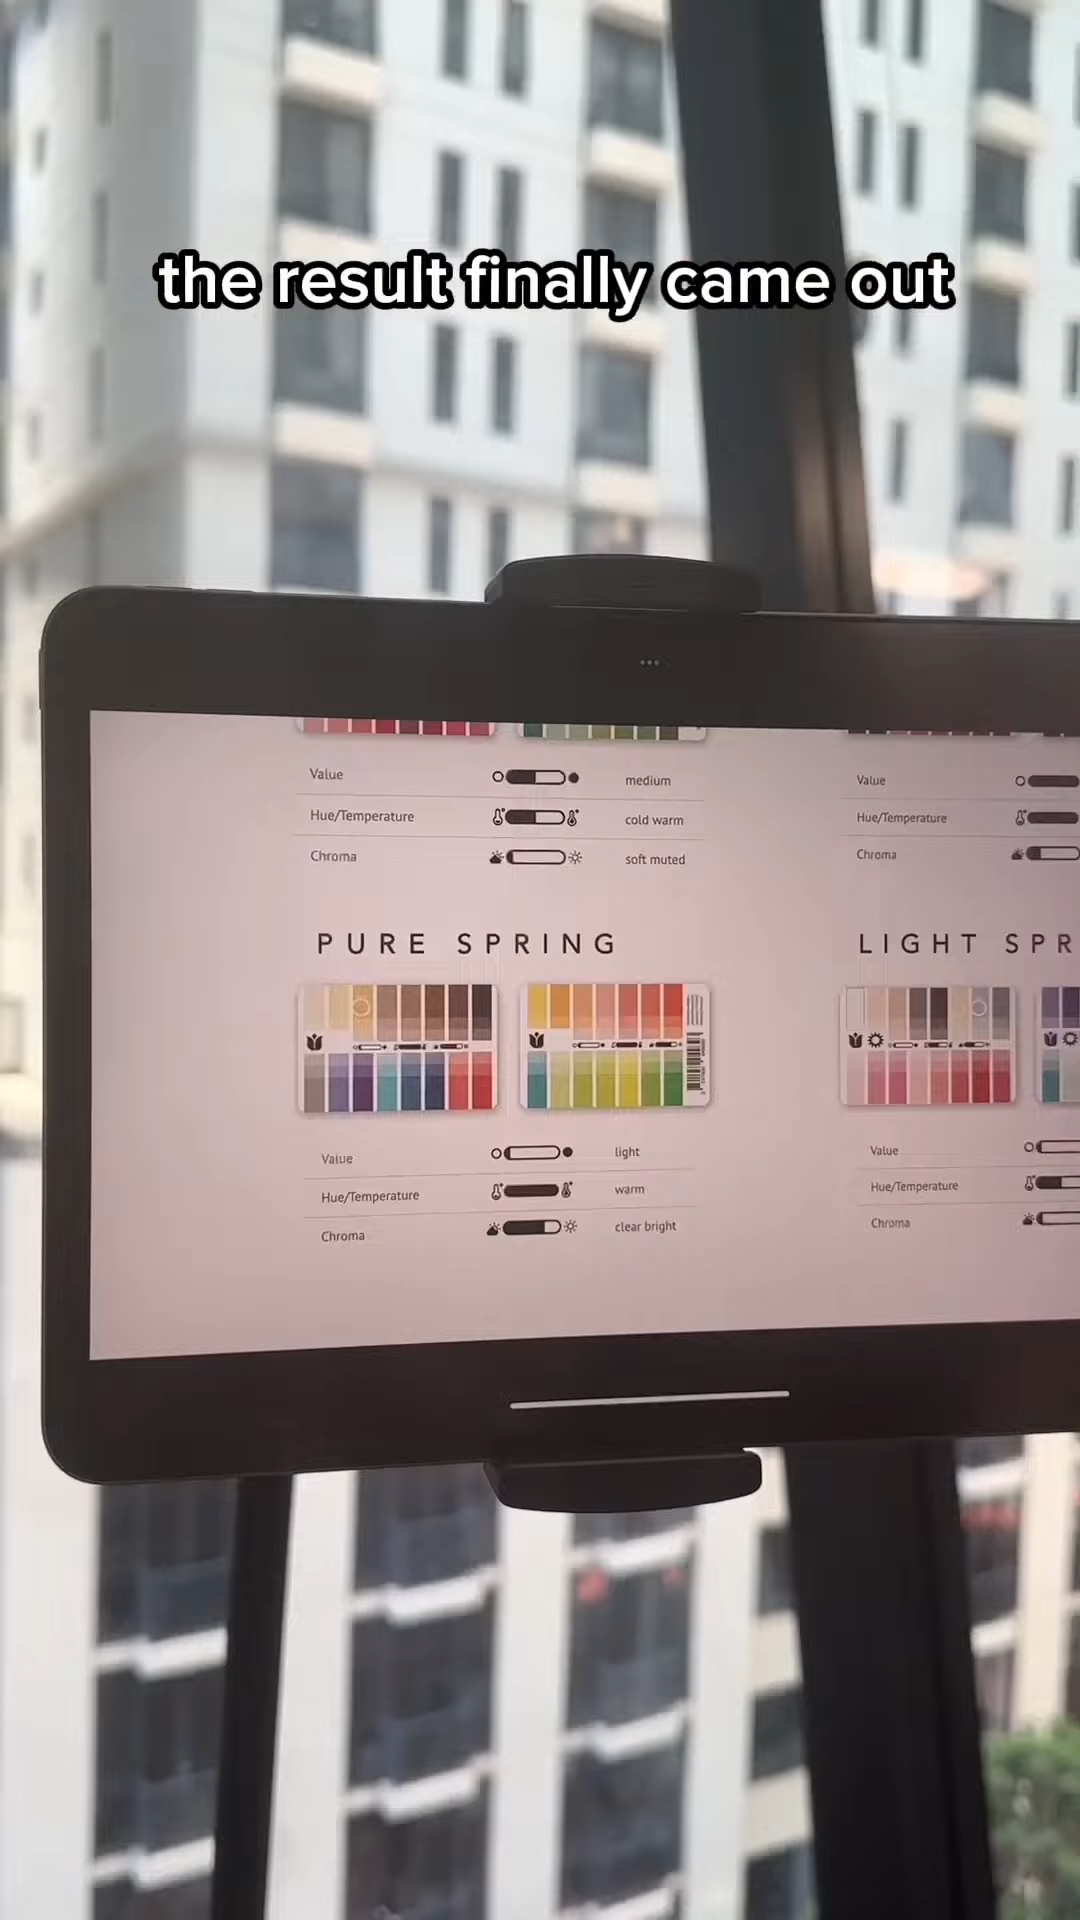 the result finally came out
Value medium
Hue/Temperature cold warm
Chroma soft muted
Value
Hue/Temperature
Chroma
PURE SPRING
LIGHT SPR
Value light
Hue/Temperature warm
Chroma clear bright
Value
Hue/Temperature
Chroma